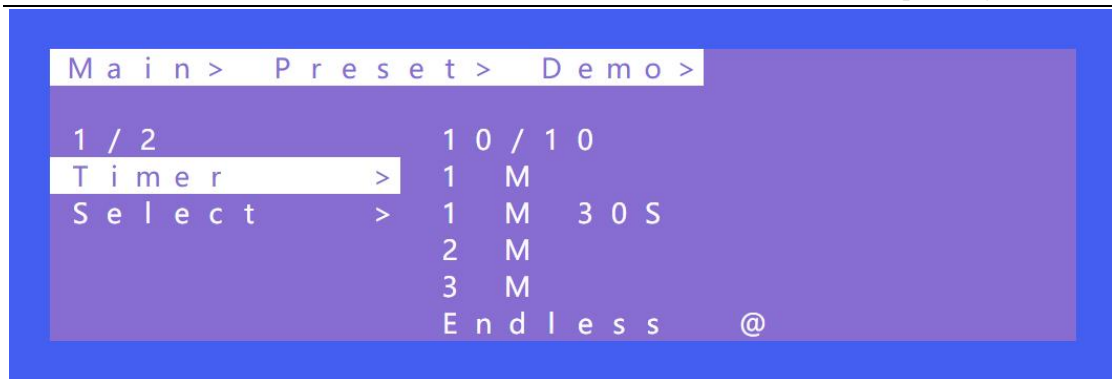 Main> Preset> Demo>
1/2 10/10
Timer > 1 M
Select > 1 M 30S
2 M
3 M
Endless @